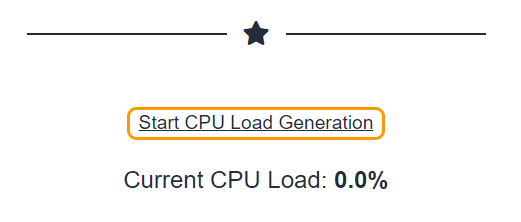 Start CPU Load Generation
Current CPU Load: 0.0%